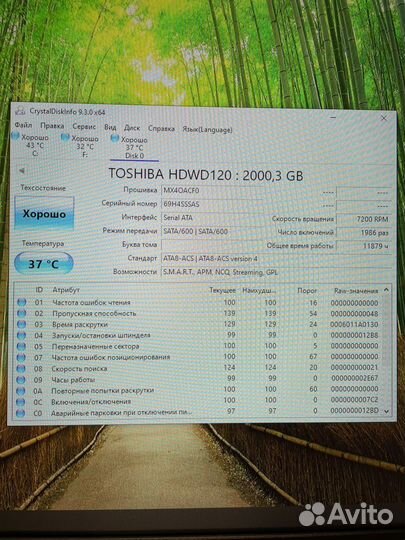 CrystalDiskInfo 9.3.0 x64
Файл Правка Сервис Вид Диск Справка Язык(Language)
Хорошо Хорошо Хорошо
43 °C 32 °C 37 °C
C: F: Disk 0
TOSHIBA HDWD120 : 2000,3 GB
Техсостояние
Хорошо
Температура
37 °C
Прошивка MX4OACF0 ---- ----
Серийный номер 69H4SSSAS ---- ----
Интерфейс Serial ATA Скорость вращения 7200 RPM
Режим передачи SATA/600 | SATA/600 Число включений 1986 раз
Буква тома Общее время работы 11879 ч
Стандарт ATA8-ACS | ATA8-ACS version 4
Возможности S.M.A.R.T., APM, NCQ, Streaming, GPL
ID Атрибут Текущее Наихудш... Порог Raw-значения
01 Частота ошибок чтения 100 100 16 000000000000
02 Пропускная способность 139 139 54 000000000048
03 Время раскрутки 129 129 24 0006011A0130
04 Запуски/остановки шпинделя 99 99 0 0000000012B8
05 Переназначенные сектора 100 100 5 000000000000
07 Частота ошибок позиционирования 100 100 67 000000000000
08 Скорость поиска 124 124 20 000000000021
09 Часы работы 99 99 0 000000002E67
0A Повторные попытки раскрутки 100 100 60 000000000000
0C Включения/отключения 99 99 0 0000000007C2
C0 Аварийные парковки при отключении пи... 97 97 0 0000000012BD
Avito